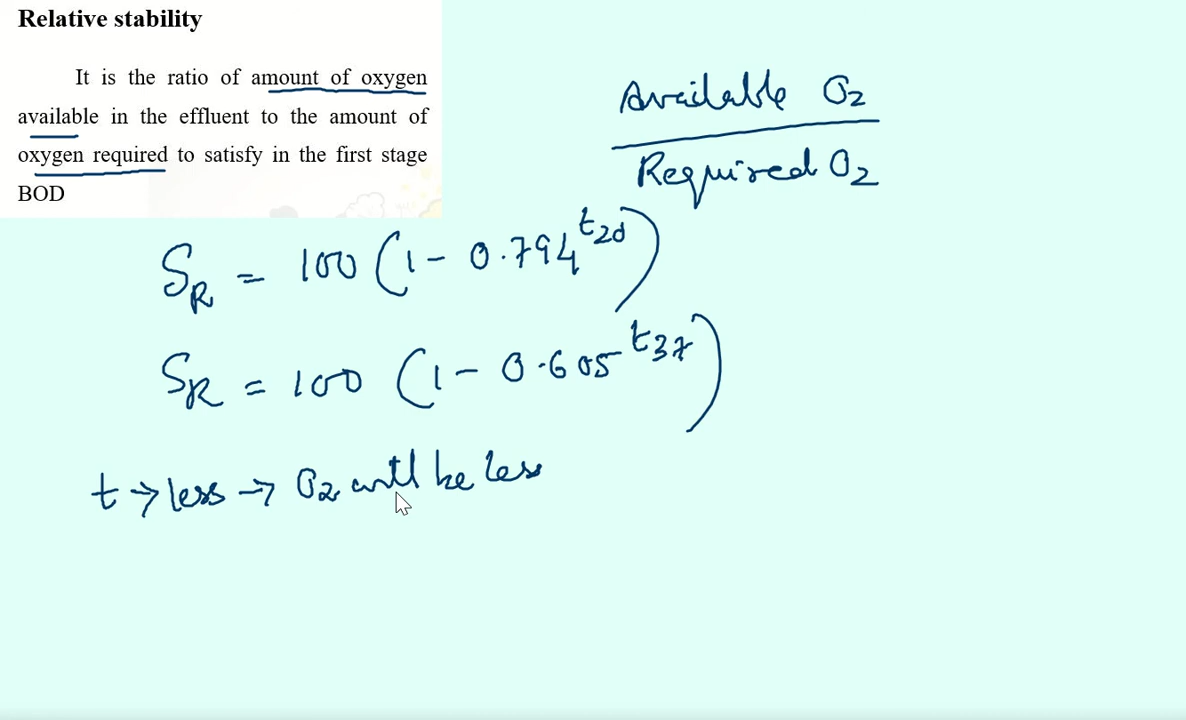 Relative stability
It is the ratio of amount of oxygen
available in the effluent to the amount of
oxygen required to satisfy in the first stage
BOD
Available O₂
Required O₂
S_R = 100 (1 - 0.794^t₂₀)
S_R = 100 (1 - 0.605^t₃₇)
t → less → O₂ will be less